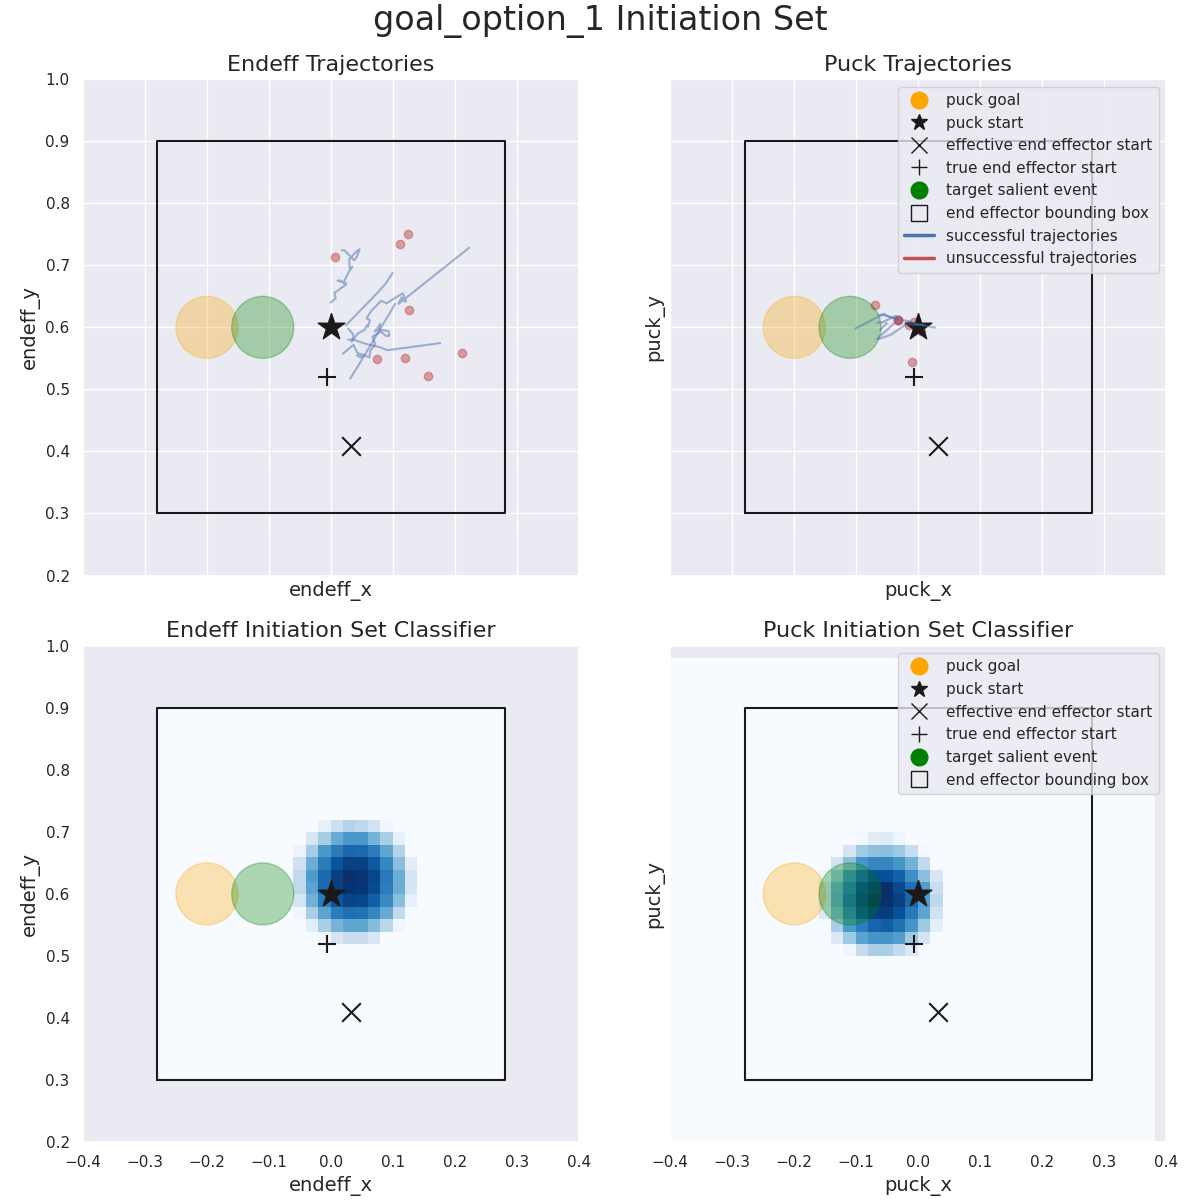 goal_option_1 Initiation Set
Endeff Trajectories
Puck Trajectories
1.0
0.9
0.8
0.7
0.6
0.5
0.4
0.3
0.2
endeff_y
endeff_x
puck_y
puck_x
puck goal
puck start
effective end effector start
true end effector start
target salient event
end effector bounding box
successful trajectories
unsuccessful trajectories
Endeff Initiation Set Classifier
Puck Initiation Set Classifier
1.0
0.9
0.8
0.7
0.6
0.5
0.4
0.3
0.2
endeff_y
−0.4 −0.3 −0.2 −0.1 0.0 0.1 0.2 0.3 0.4
endeff_x
puck_y
puck goal
puck start
effective end effector start
true end effector start
target salient event
end effector bounding box
−0.4 −0.3 −0.2 −0.1 0.0 0.1 0.2 0.3 0.4
puck_x